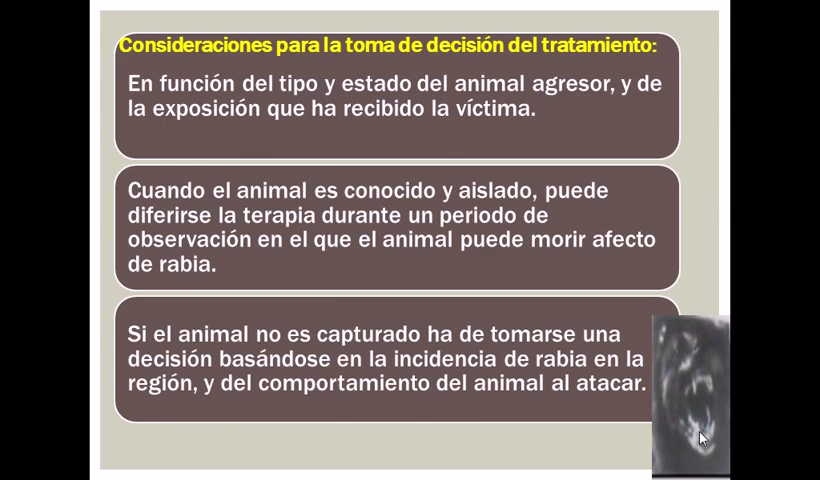 Consideraciones para la toma de decisión del tratamiento:
En función del tipo y estado del animal agresor, y de
la exposición que ha recibido la víctima.
Cuando el animal es conocido y aislado, puede
diferirse la terapia durante un periodo de
observación en el que el animal puede morir afecto
de rabia.
Si el animal no es capturado ha de tomarse una
decisión basándose en la incidencia de rabia en la
región, y del comportamiento del animal al atacar.